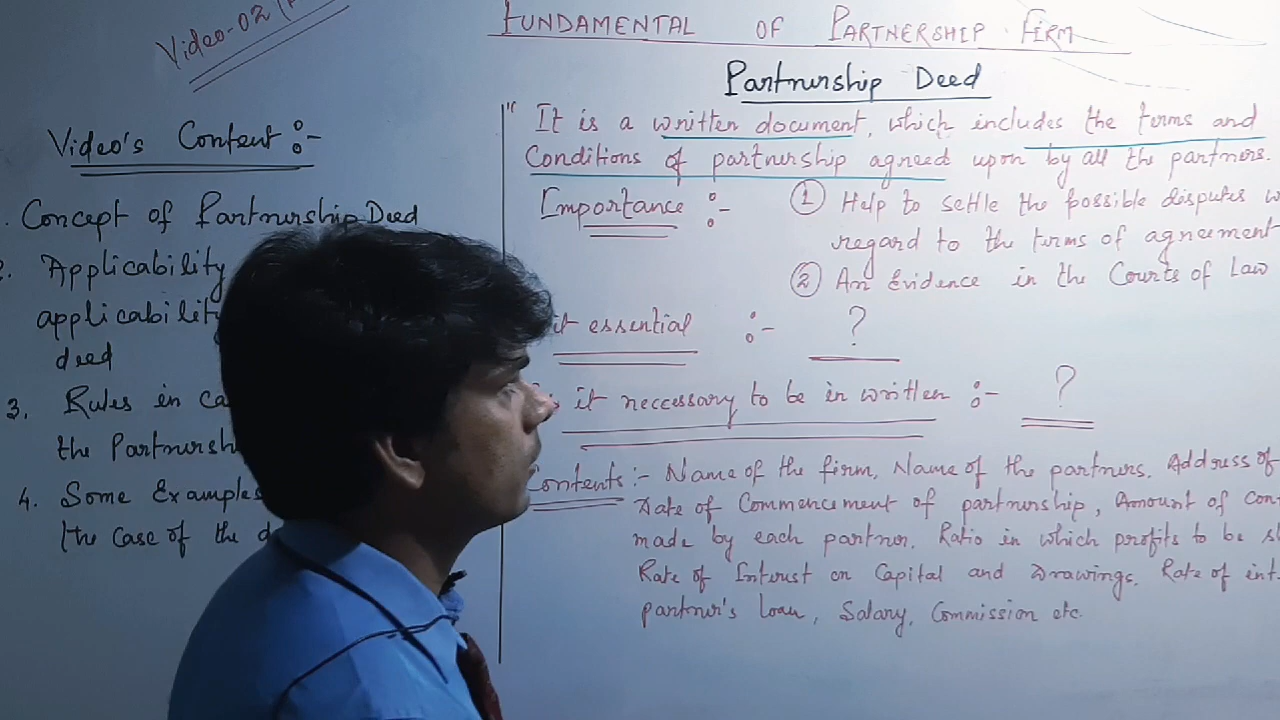 Video-02
Video's Content :-
Concept of Partnership Deed
Applicability
applicability
deed
3. Rules in
the
4. Some Examples
the Case of the
FUNDAMENTAL OF PARTNERSHIP FIRM
Partnership Deed
" It is a written document, which includes the terms and
Conditions of partnership agreed upon by all the partners.
Importance :- ① Help to settle the possible disputes
regard to the terms of agreement
② An Evidence in the Courts of Law
it essential :- ?
it neccessary to be in written :- ?
Contents :- Name of the firm, Name of the partners. Address of
Date of Commencement of partnership, Amount of
made by each partner. Ratio in which profits to be
Rate of Interest on Capital and Drawings. Rate of
partner's loan, Salary, Commission etc.